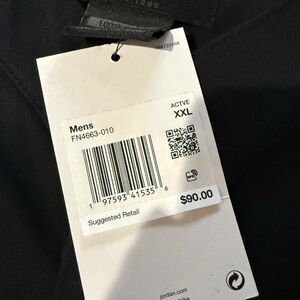 Mens
FN4663-010
ACTVE
XXL
1 97593 41535 6
Suggested Retail
$90.00
jordan.com